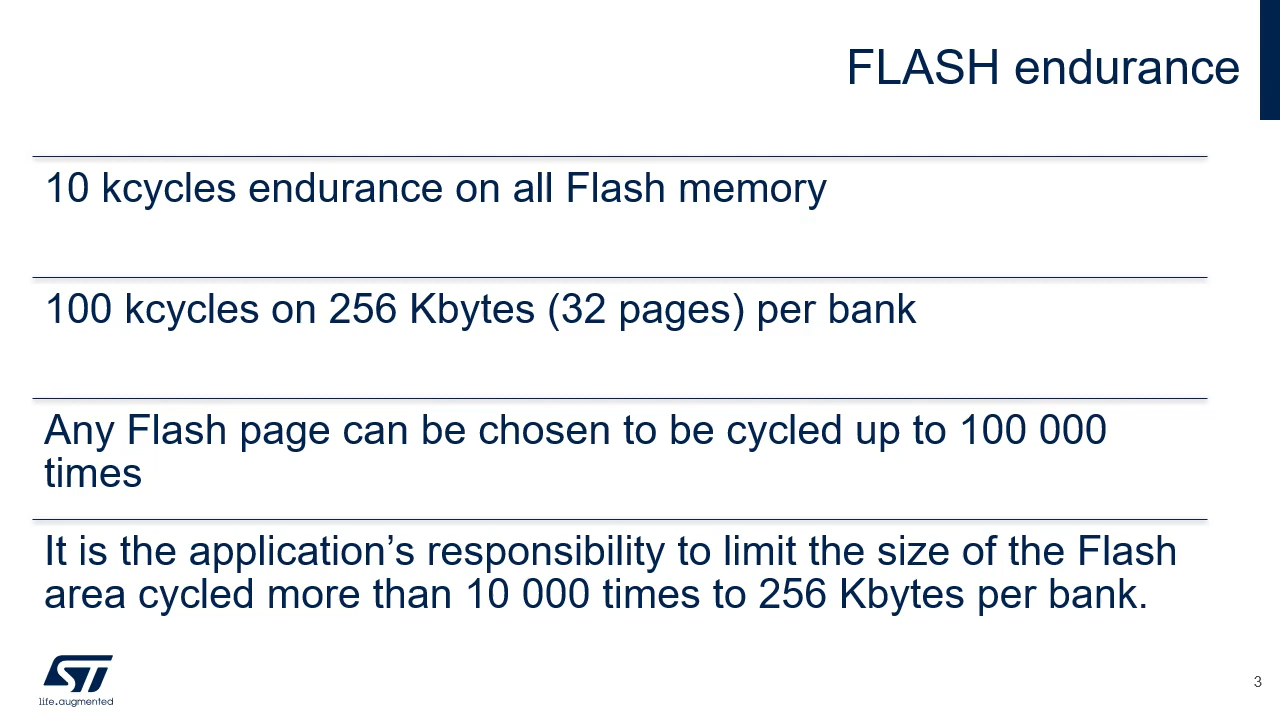 FLASH endurance
10 kcycles endurance on all Flash memory
100 kcycles on 256 Kbytes (32 pages) per bank
Any Flash page can be chosen to be cycled up to 100 000
times
It is the application’s responsibility to limit the size of the Flash
area cycled more than 10 000 times to 256 Kbytes per bank.
ST
life.augmented
3